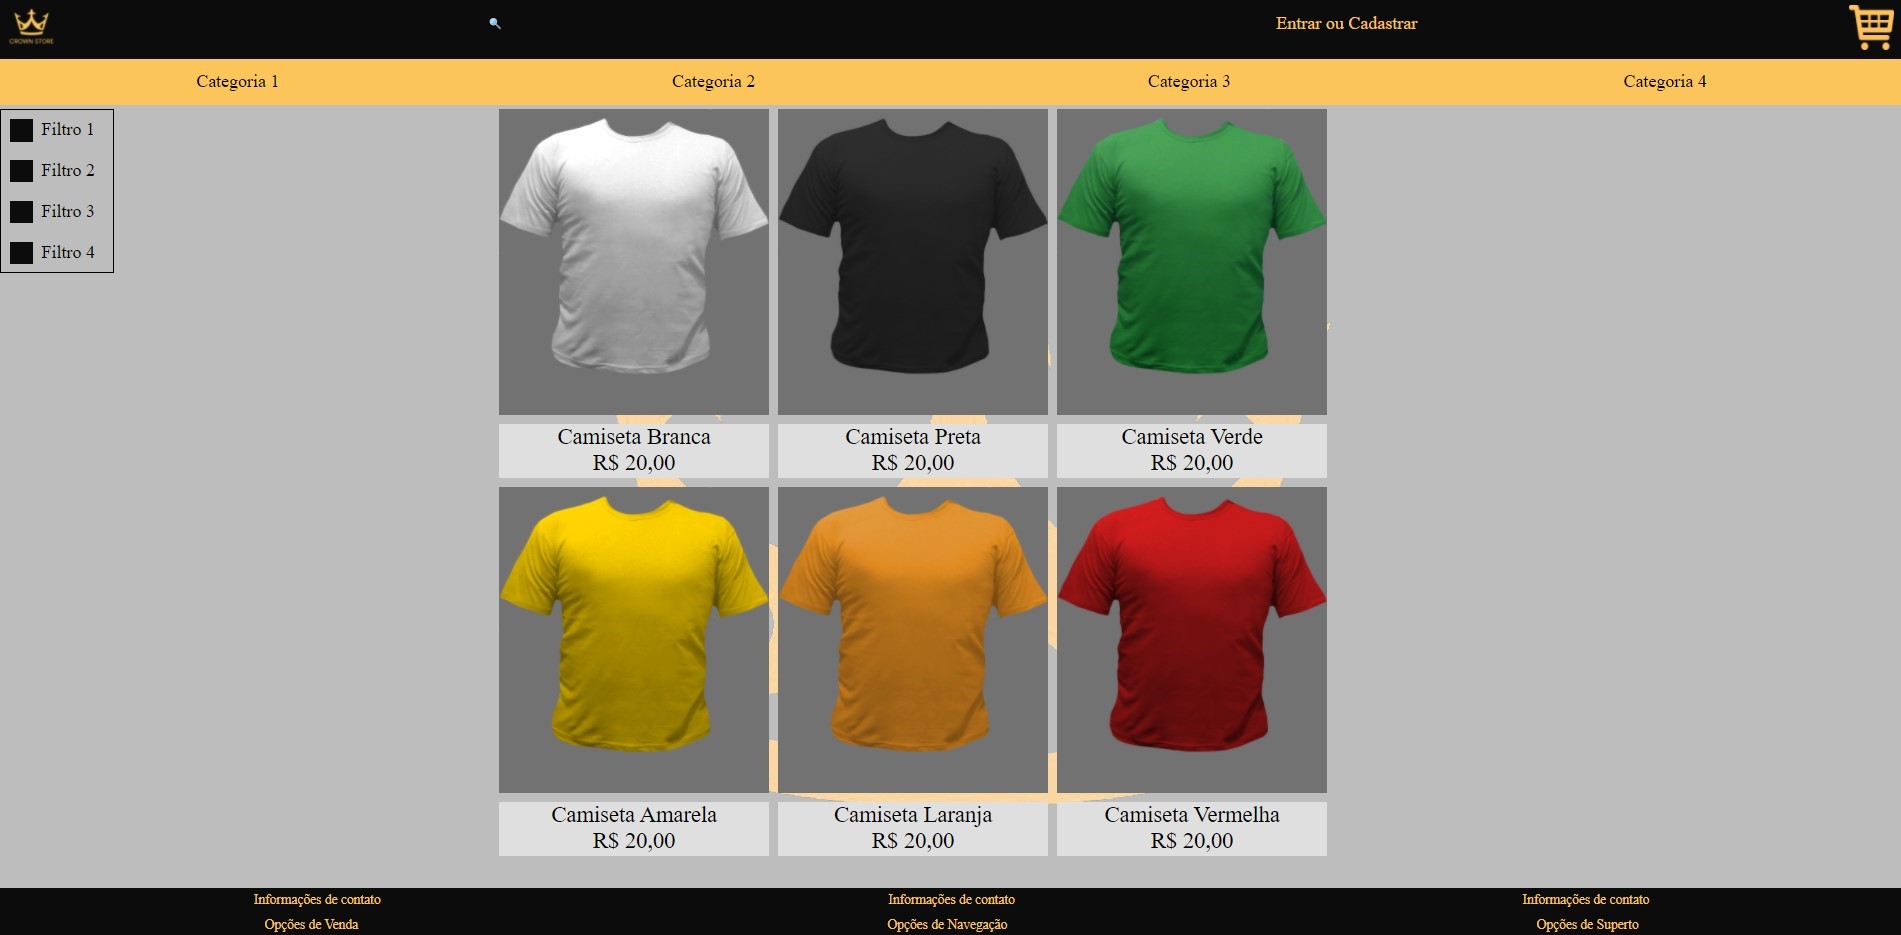 CROWN STORE
Entrar ou Cadastrar
Categoria 1
Categoria 2
Categoria 3
Categoria 4
Filtro 1
Filtro 2
Filtro 3
Filtro 4
Camiseta Branca
R$ 20,00
Camiseta Preta
R$ 20,00
Camiseta Verde
R$ 20,00
Camiseta Amarela
R$ 20,00
Camiseta Laranja
R$ 20,00
Camiseta Vermelha
R$ 20,00
Informações de contato
Informações de contato
Informações de contato
Opções de Venda
Opções de Navegação
Opções de Superto